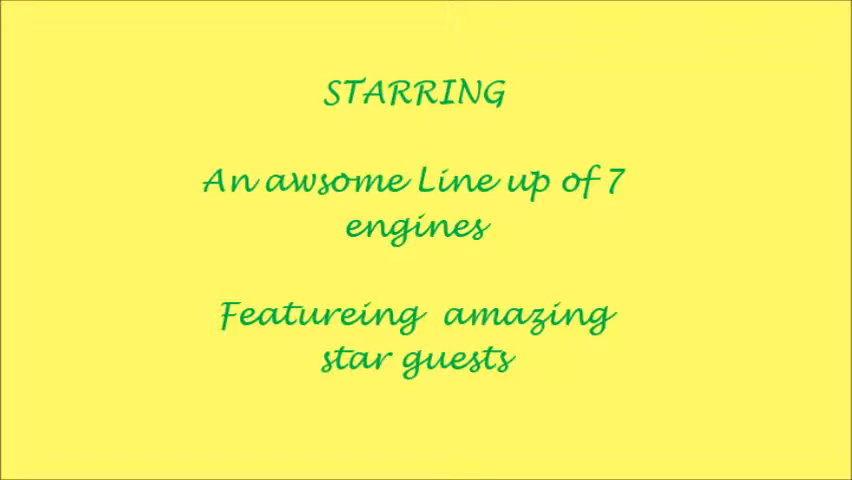 STARRING
An awsome Line up of 7
engines
Featureing amazing
star guests